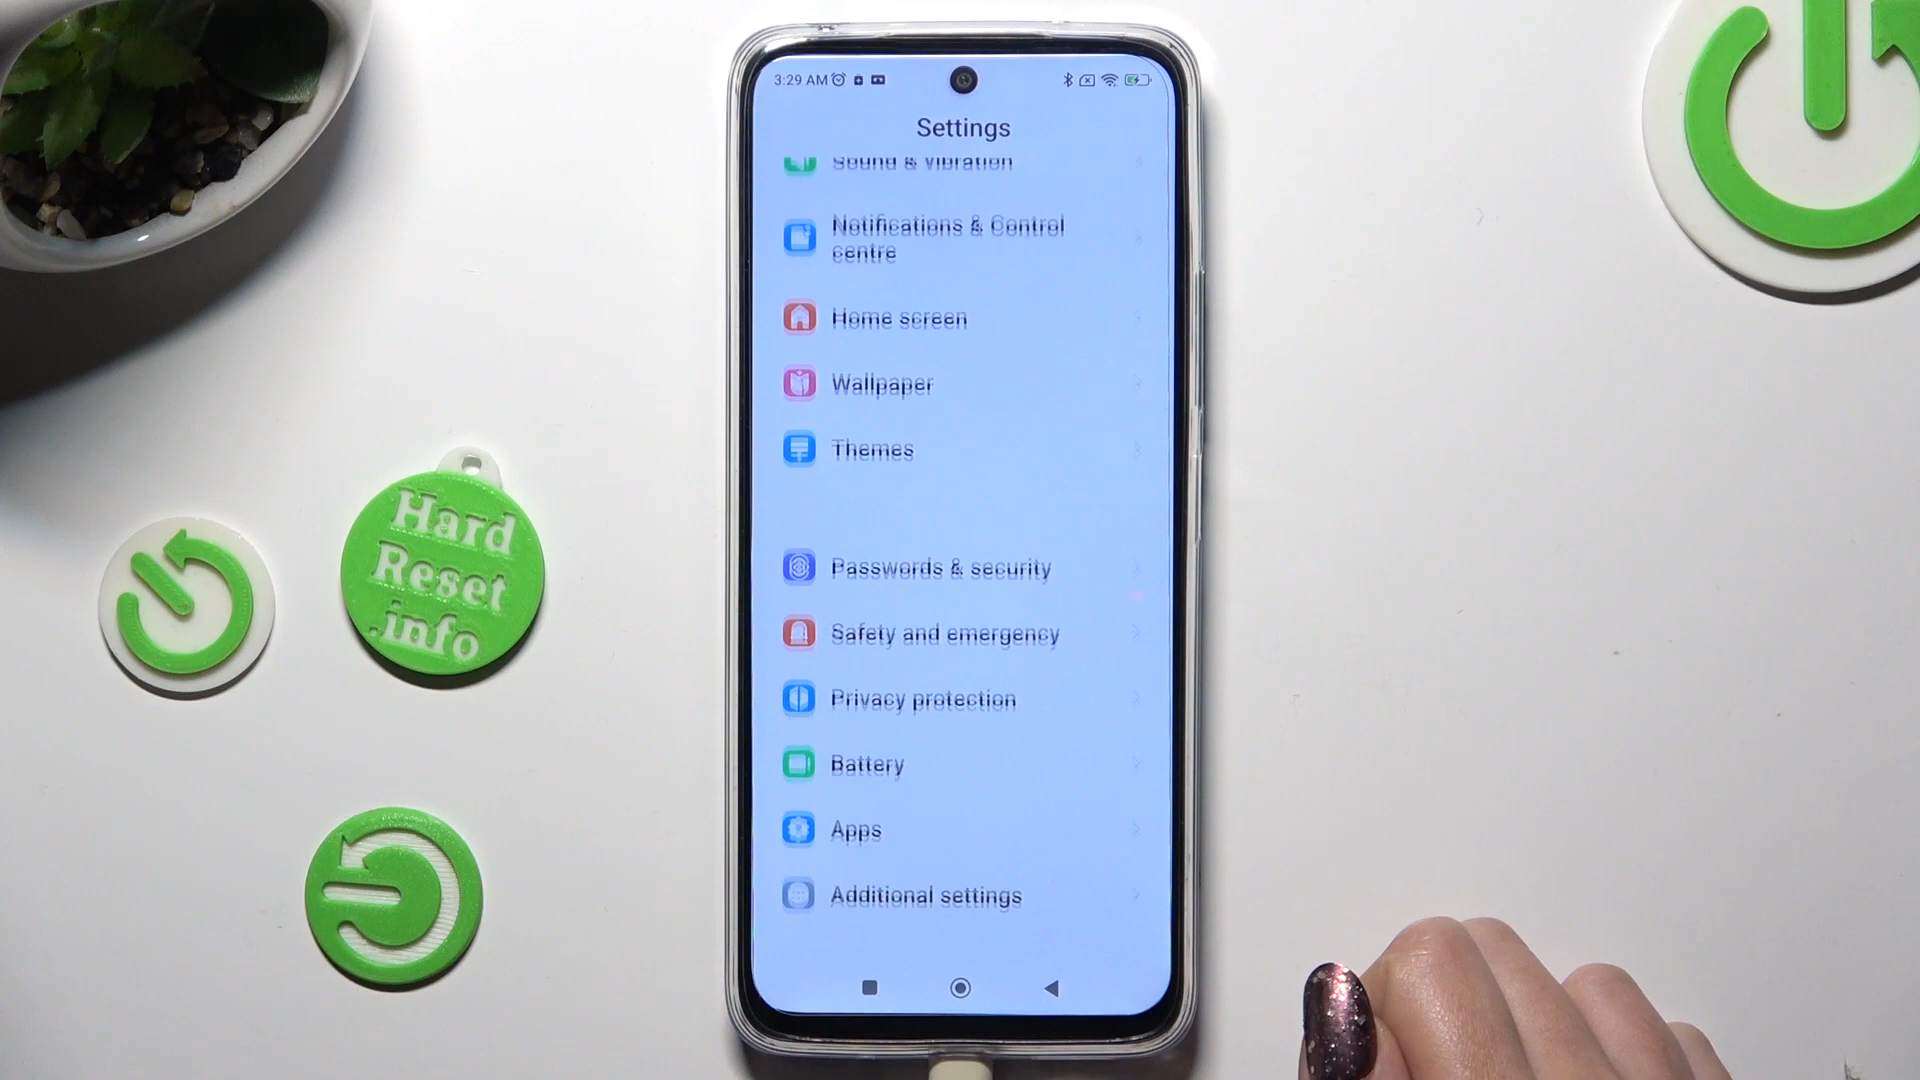 3:29 AM
Settings
Sound & vibration
Notifications & Control
centre
Home screen
Wallpaper
Themes
Passwords & security
Safety and emergency
Privacy protection
Battery
Apps
Additional settings
Hard
Reset
.info